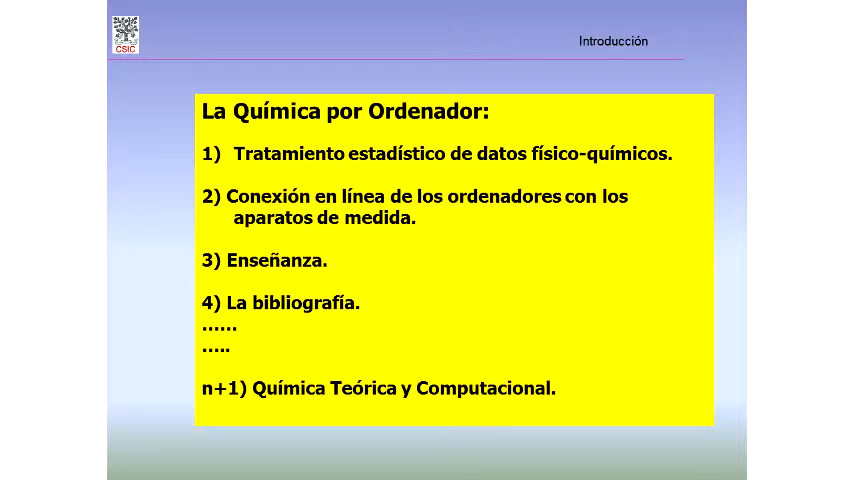 CSIC
Introducción
La Química por Ordenador:
1) Tratamiento estadístico de datos físico-químicos.
2) Conexión en línea de los ordenadores con los
aparatos de medida.
3) Enseñanza.
4) La bibliografía.
......
.....
n+1) Química Teórica y Computacional.